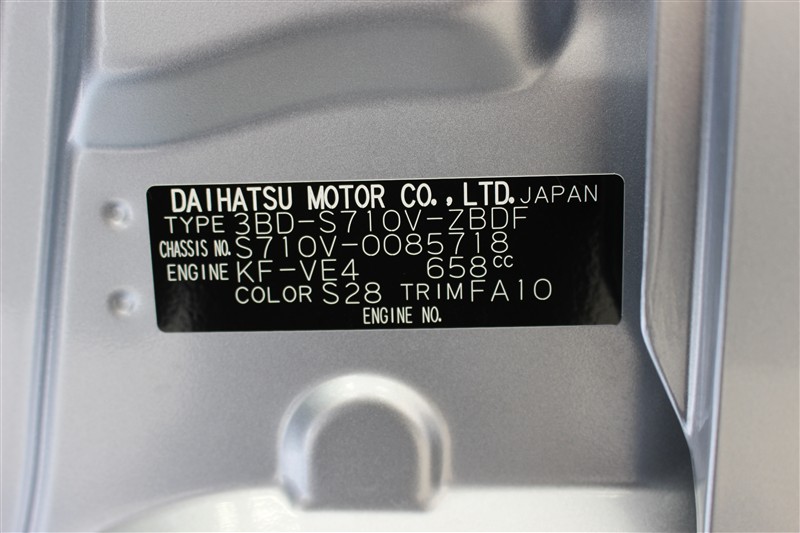 DAIHATSU MOTOR CO.,LTD. JAPAN
TYPE 3BD-S710V-ZBDF
CHASSIS NO. S710V-0085718
ENGINE KF-VE4 658cc
COLOR S28 TRIM FA10
ENGINE NO.